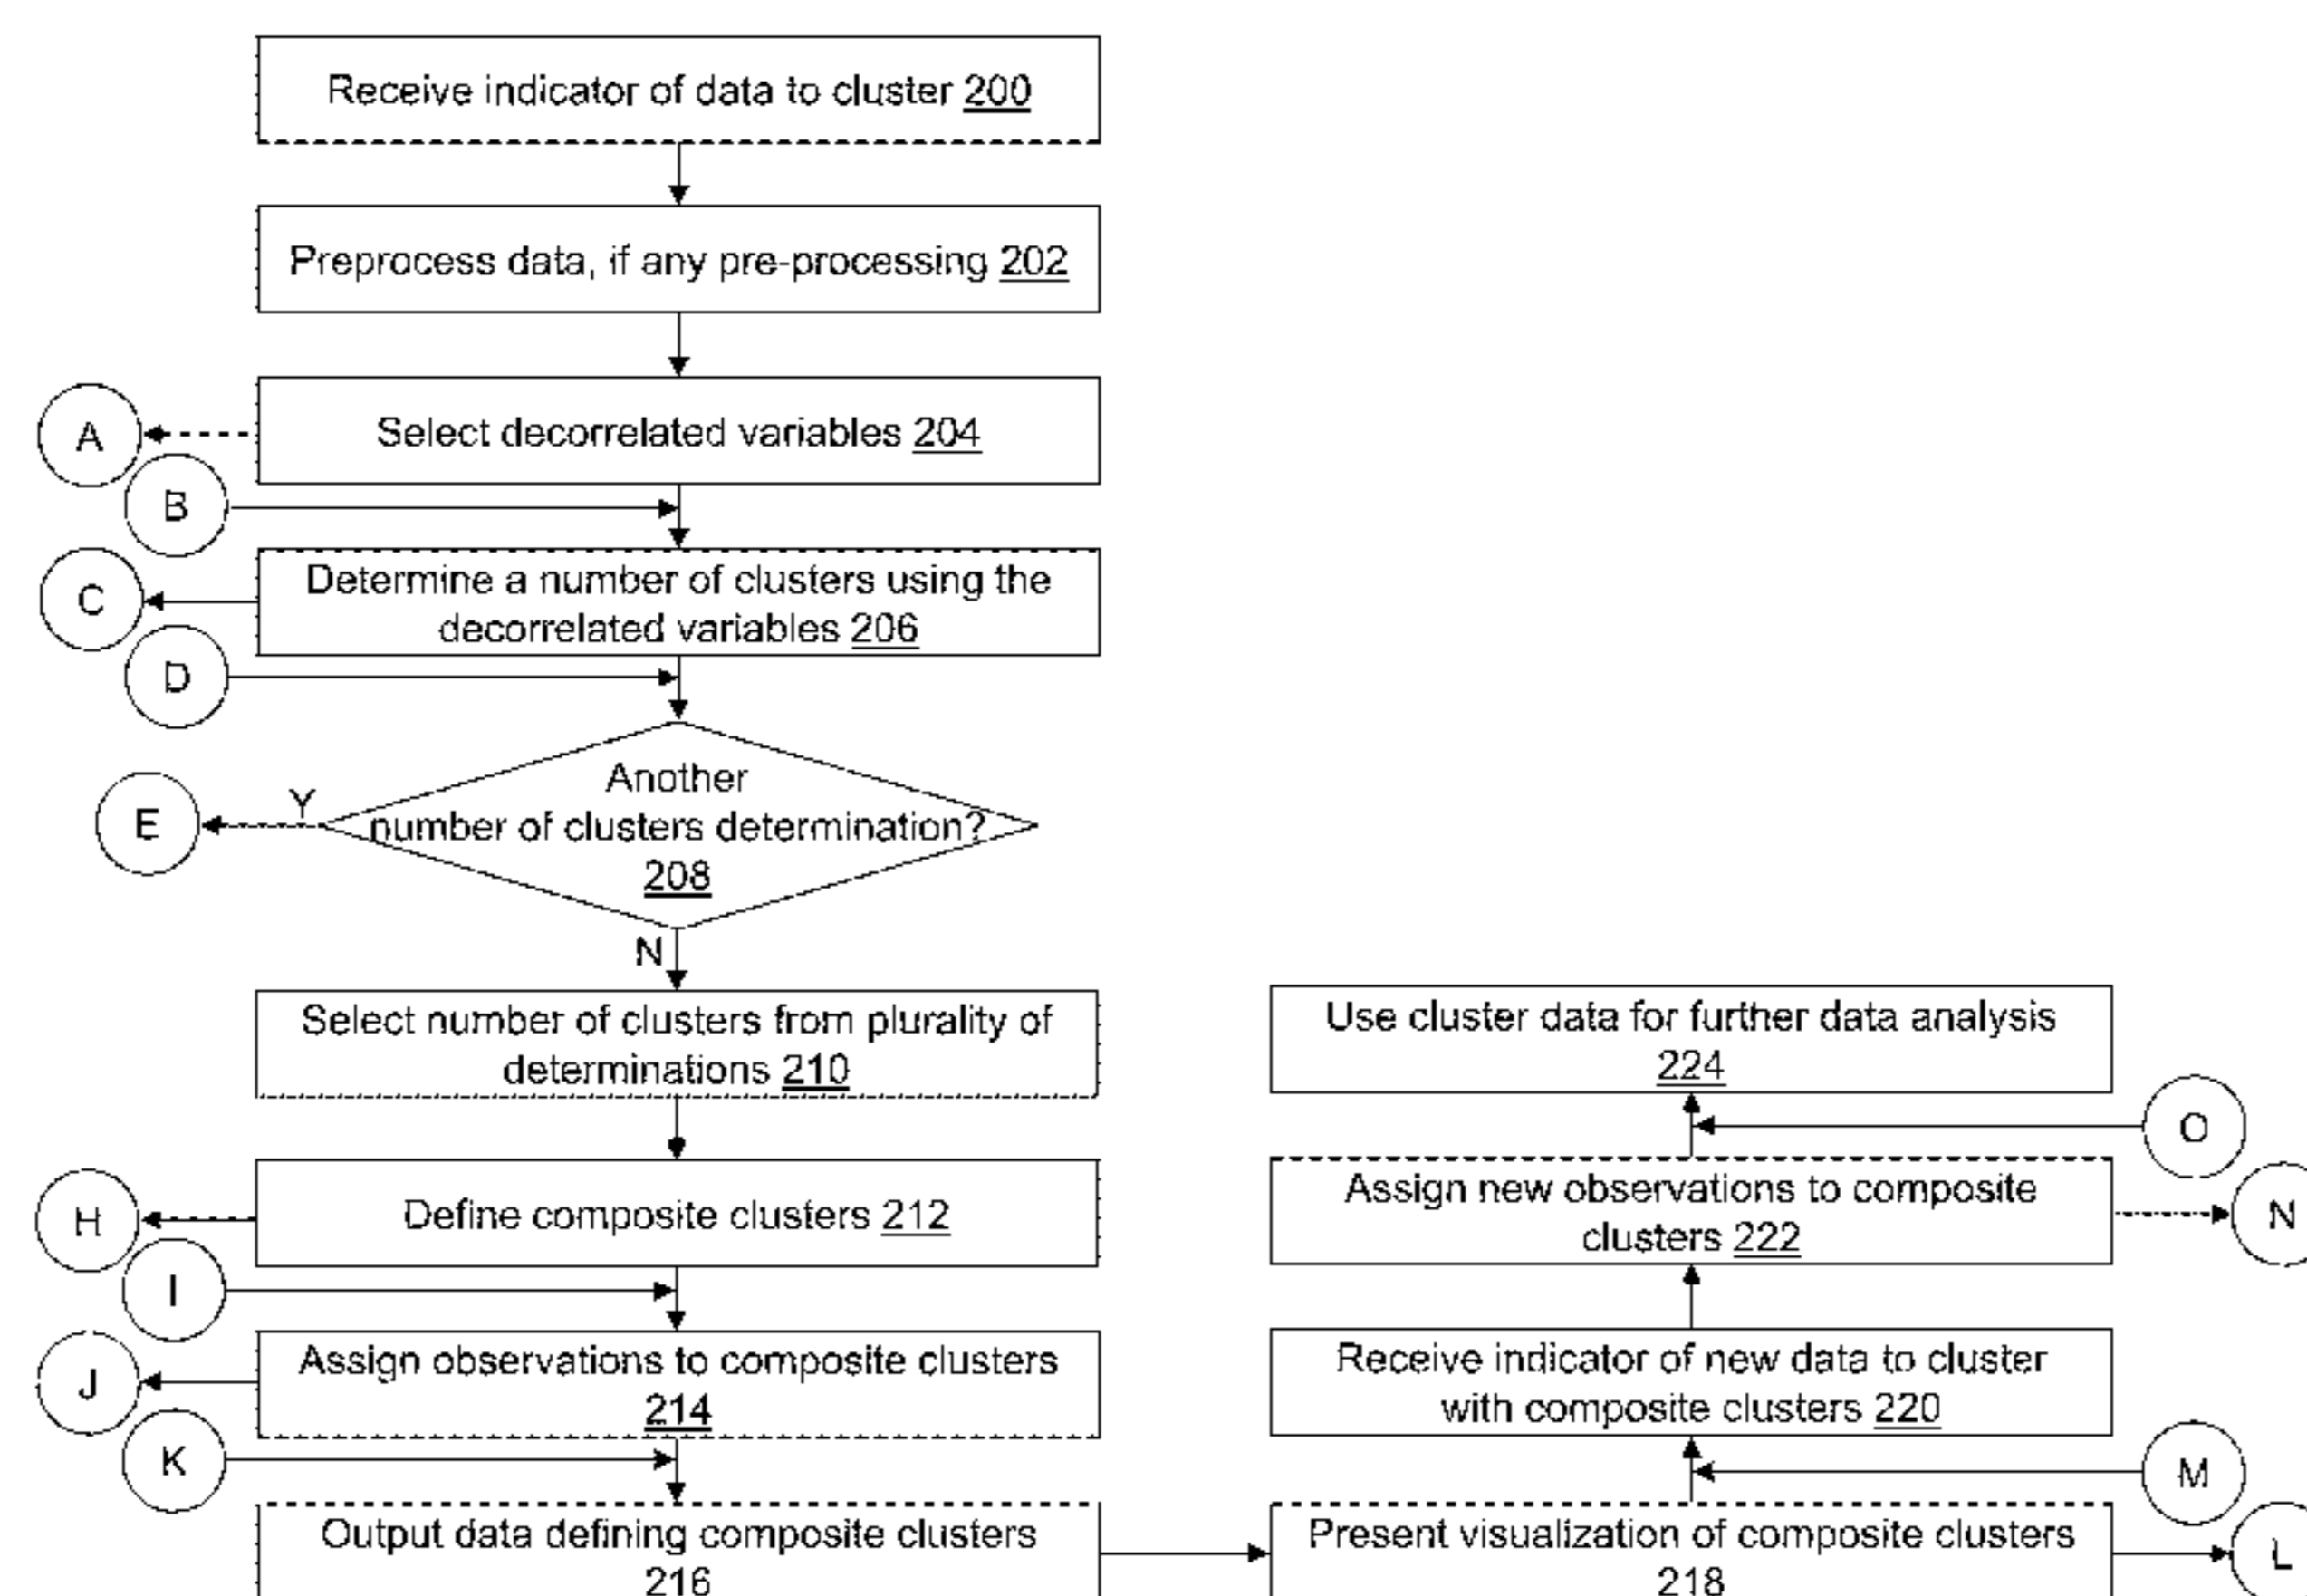 Receive indicator of data to cluster 200
Preprocess data, if any pre-processing 202
A
Select decorrelated variables 204
B
C
Determine a number of clusters using the
decorrelated variables 206
D
Another
E
Y
number of clusters determination?
208
N
Select number of clusters from plurality of
determinations 210
H
Define composite clusters 212
I
J
Assign observations to composite clusters
214
K
Output data defining composite clusters
216
Use cluster data for further data analysis
224
O
Assign new observations to composite
clusters 222
N
Receive indicator of new data to cluster
with composite clusters 220
M
Present visualization of composite clusters
218
L